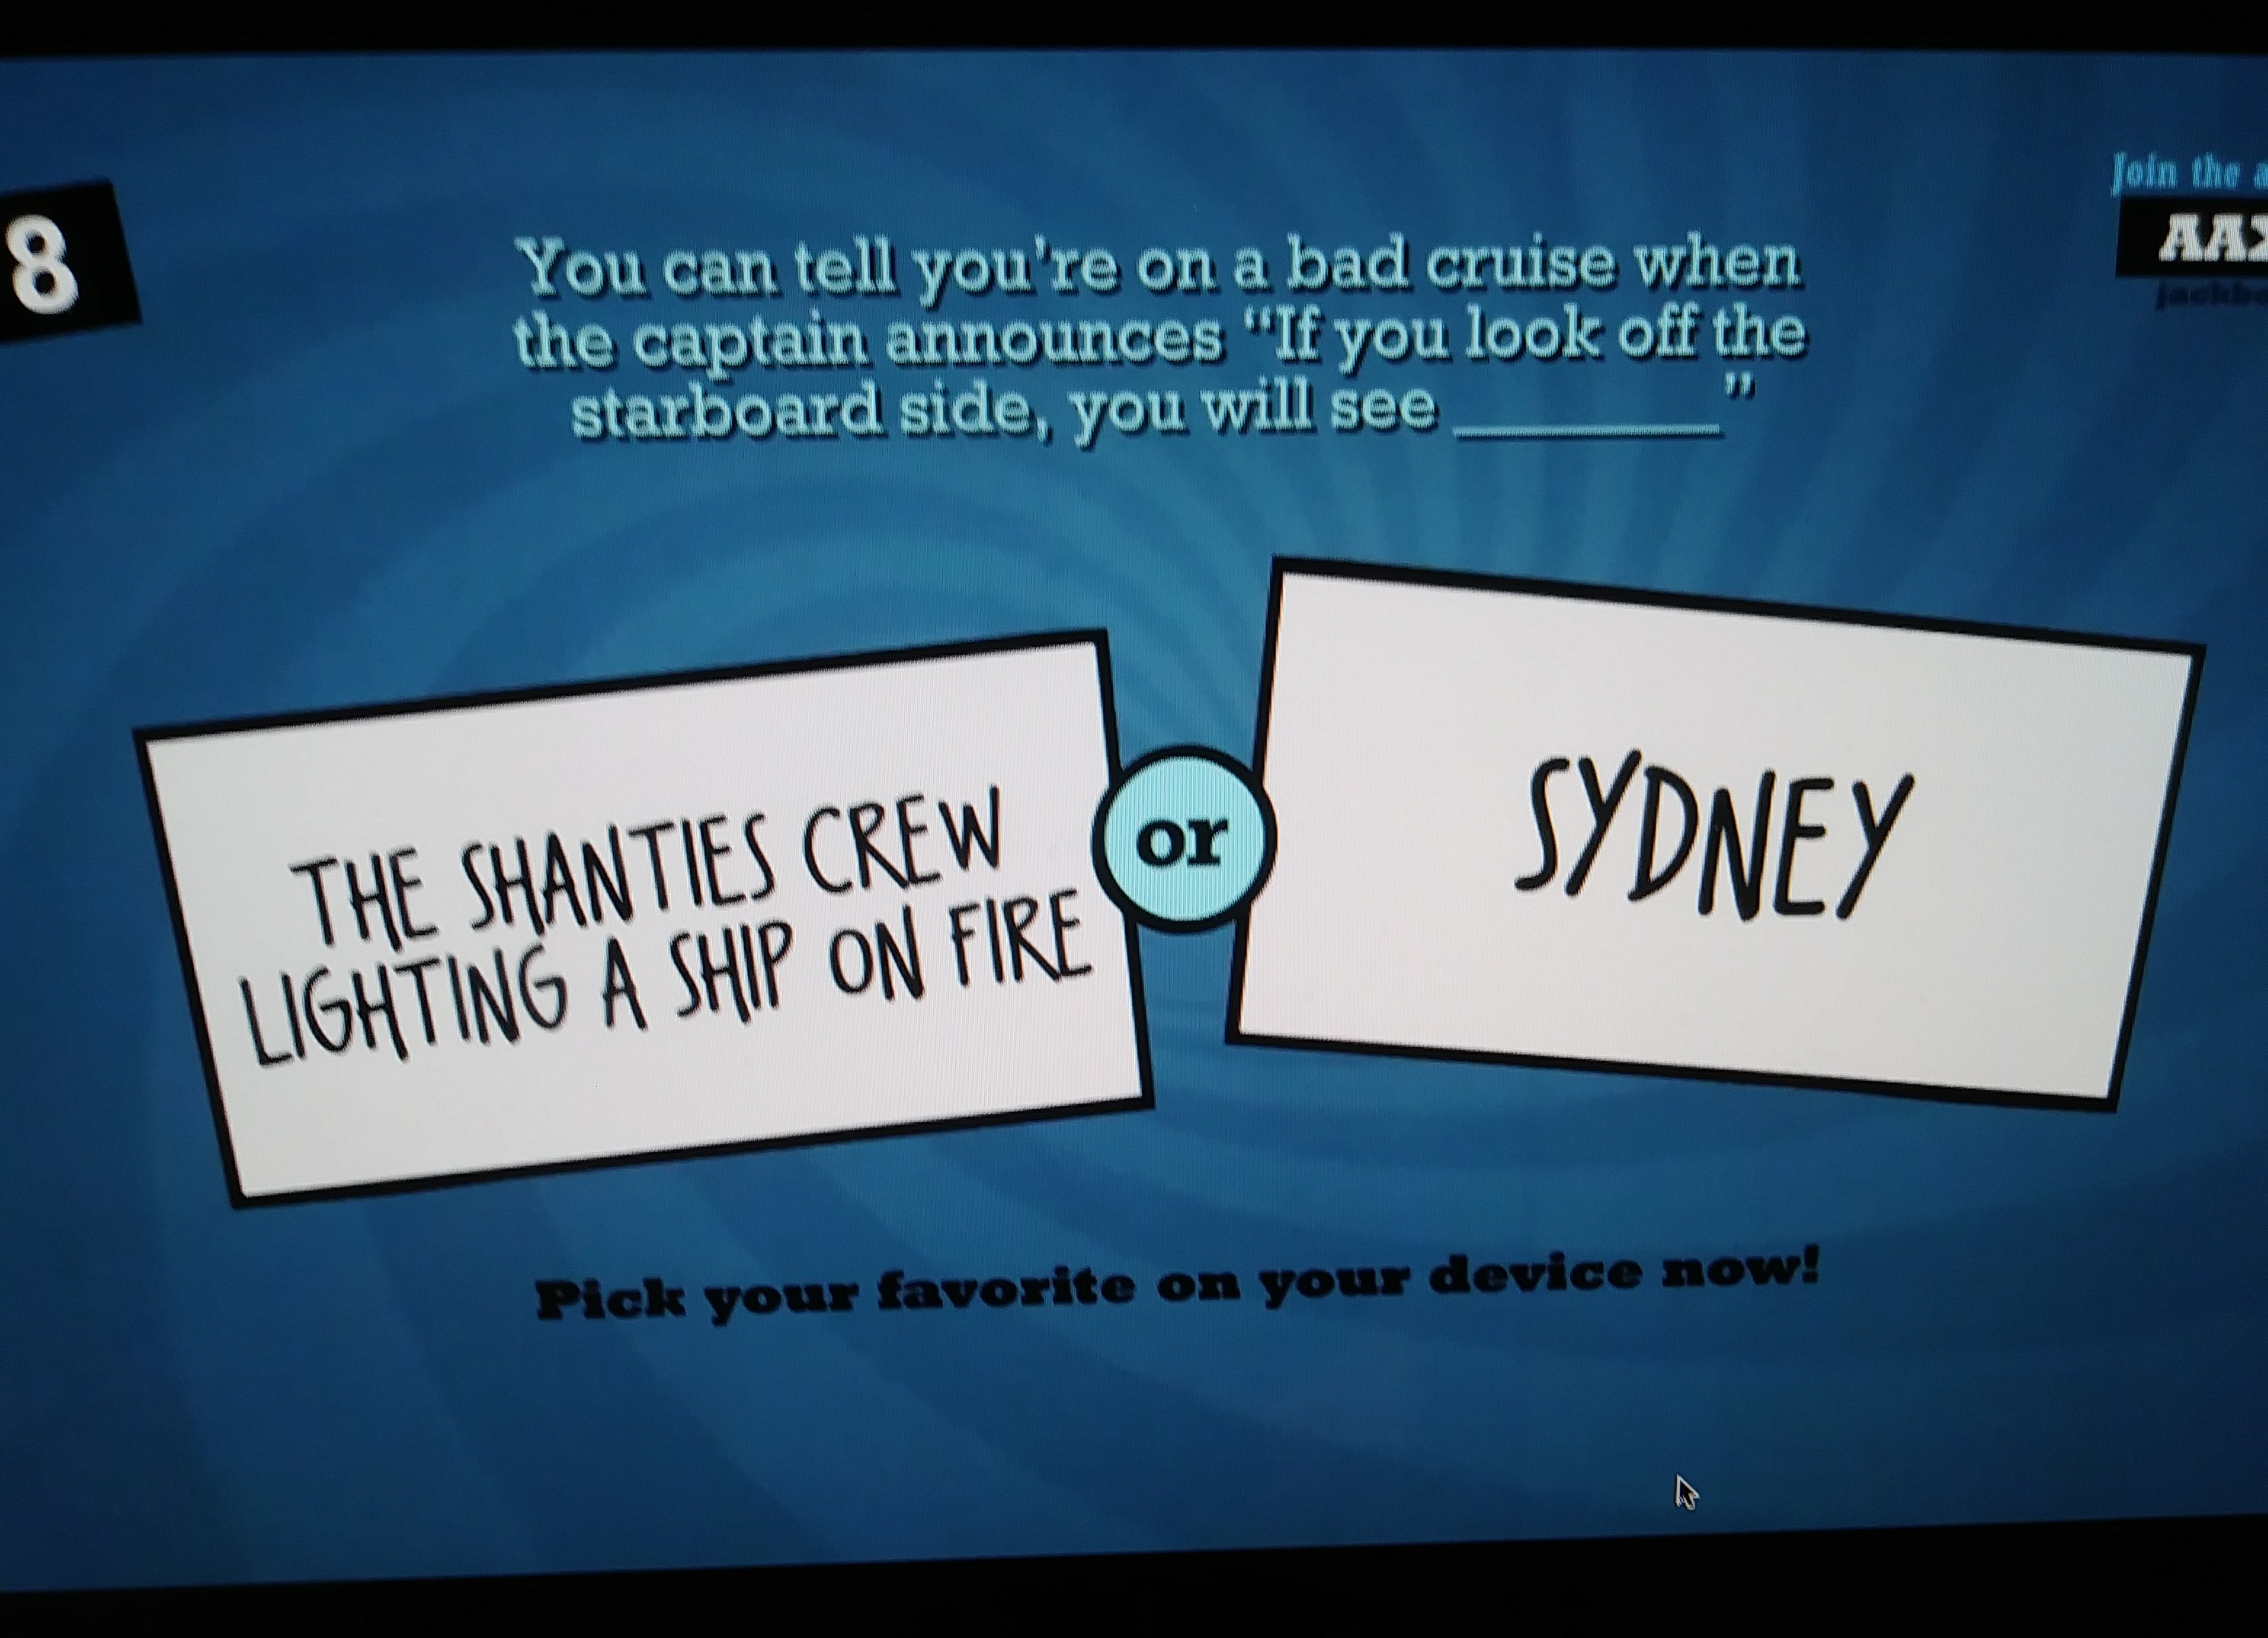 8
Join the
You can tell you're on a bad cruise when
the captain announces “If you look off the
starboard side, you will see ________”
THE SHANTIES CREW
LIGHTING A SHIP ON FIRE
or
SYDNEY
Pick your favorite on your device now!